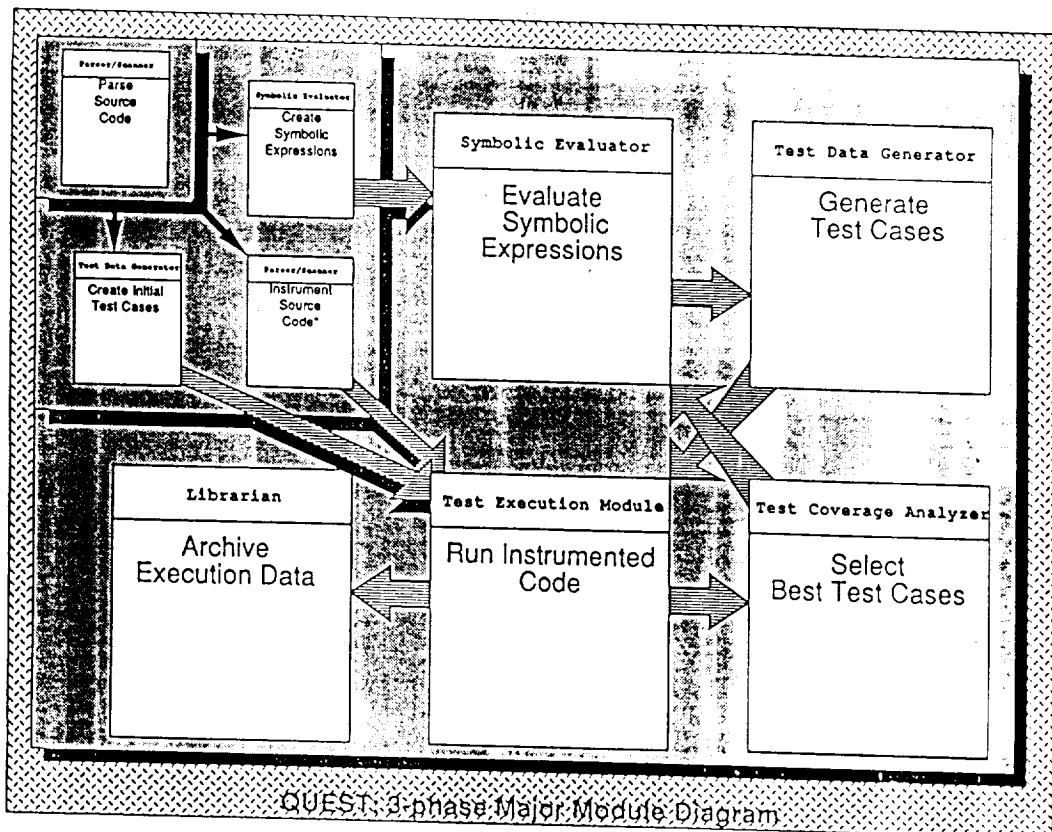 Parser/Scanner
Parse
Source
Code
Symbolic Evaluator
Create
Symbolic
Expressions
Symbolic Evaluator
Evaluate
Symbolic
Expressions
Test Data Generator
Generate
Test Cases
Test Data Generator
Create Initial
Test Cases
Parser/Scanner
Instrument
Source
Code*
Librarian
Archive
Execution Data
Test Execution Module
Run Instrumented
Code
Test Coverage Analyzer
Select
Best Test Cases
QUEST: 3-phase Major Module Diagram